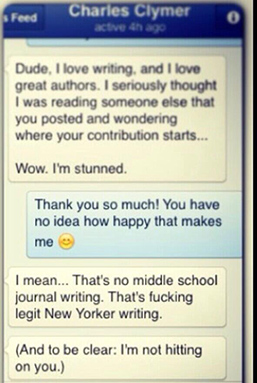 s Feed
Charles Clymer
active 4h ago
Dude, I love writing, and I love
great authors. I seriously thought
I was reading someone else that
you posted and wondering
where your contribution starts...
Wow. I'm stunned.
Thank you so much! You have
no idea how happy that makes
me 😊
I mean... That's no middle school
journal writing. That's fucking
legit New Yorker writing.
(And to be clear: I'm not hitting
on you.)